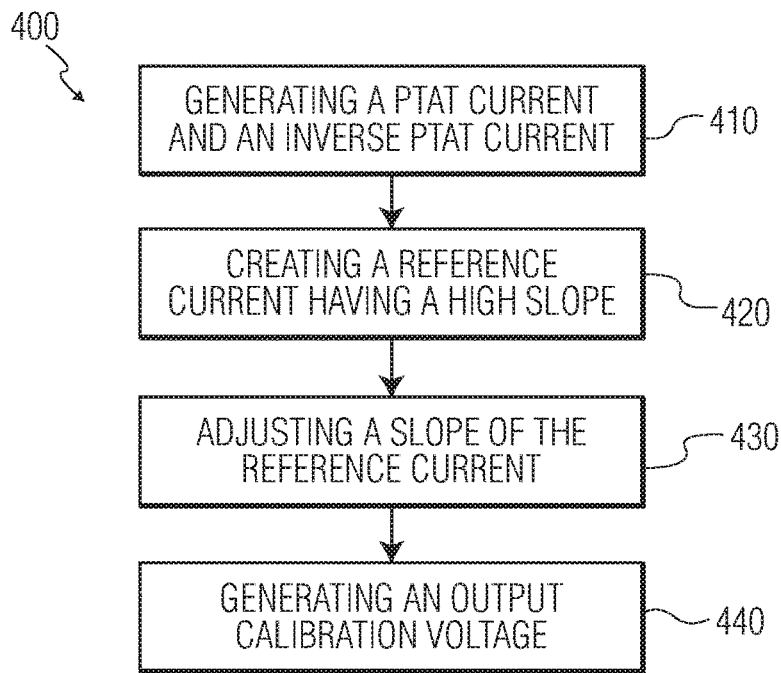 400
GENERATING A PTAT CURRENT
AND AN INVERSE PTAT CURRENT
410
CREATING A REFERENCE
CURRENT HAVING A HIGH SLOPE
420
ADJUSTING A SLOPE OF THE
REFERENCE CURRENT
430
GENERATING AN OUTPUT
CALIBRATION VOLTAGE
440